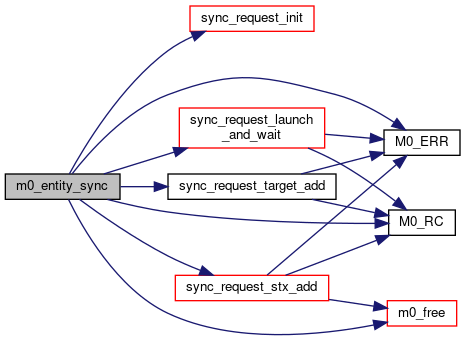 sync_request_init
sync_request_launch
_and_wait
M0_ERR
m0_entity_sync
sync_request_target_add
M0_RC
sync_request_stx_add
m0_free